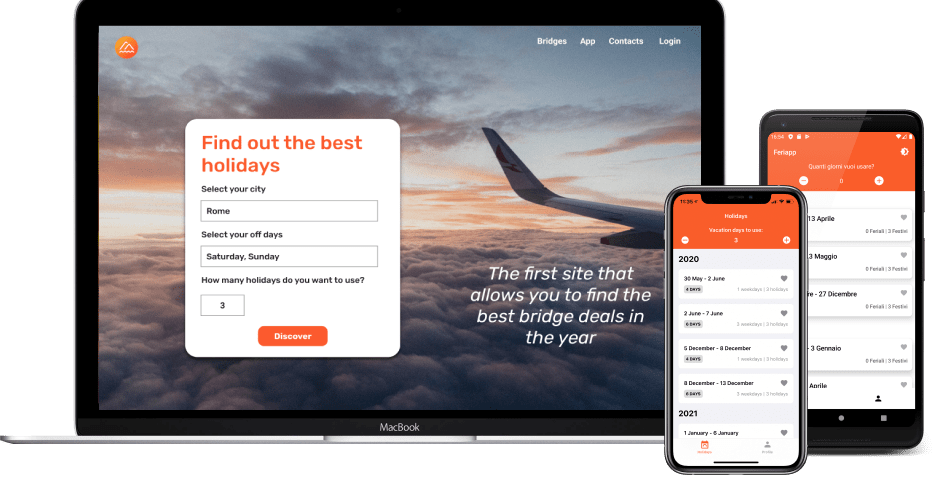 Bridges App Contacts Login
Find out the best
holidays
Select your city
Rome
Select your off days
Saturday, Sunday
How many holidays do you want to use?
3
Discover
The first site that
allows you to find the
best bridge deals in
the year
MacBook
11:35
Holidays
Vacation days to use:
3
2020
30 May - 2 June
4 DAYS
1 weekdays | 3 holidays
2 June - 7 June
6 DAYS
3 weekdays | 3 holidays
5 December - 8 December
4 DAYS
1 weekdays | 3 holidays
8 December - 13 December
6 DAYS
3 weekdays | 3 holidays
2021
1 January - 6 January
Holidays Profile
16:54
Feriapp
Quanti giorni vuoi usare?
0
13 Aprile
0 Feriali | 3 Festivi
3 Maggio
0 Feriali | 3 Festivi
re - 27 Dicembre
0 Feriali | 3 Festivi
- 3 Gennaio
0 Feriali | 3 Festivi
Aprile